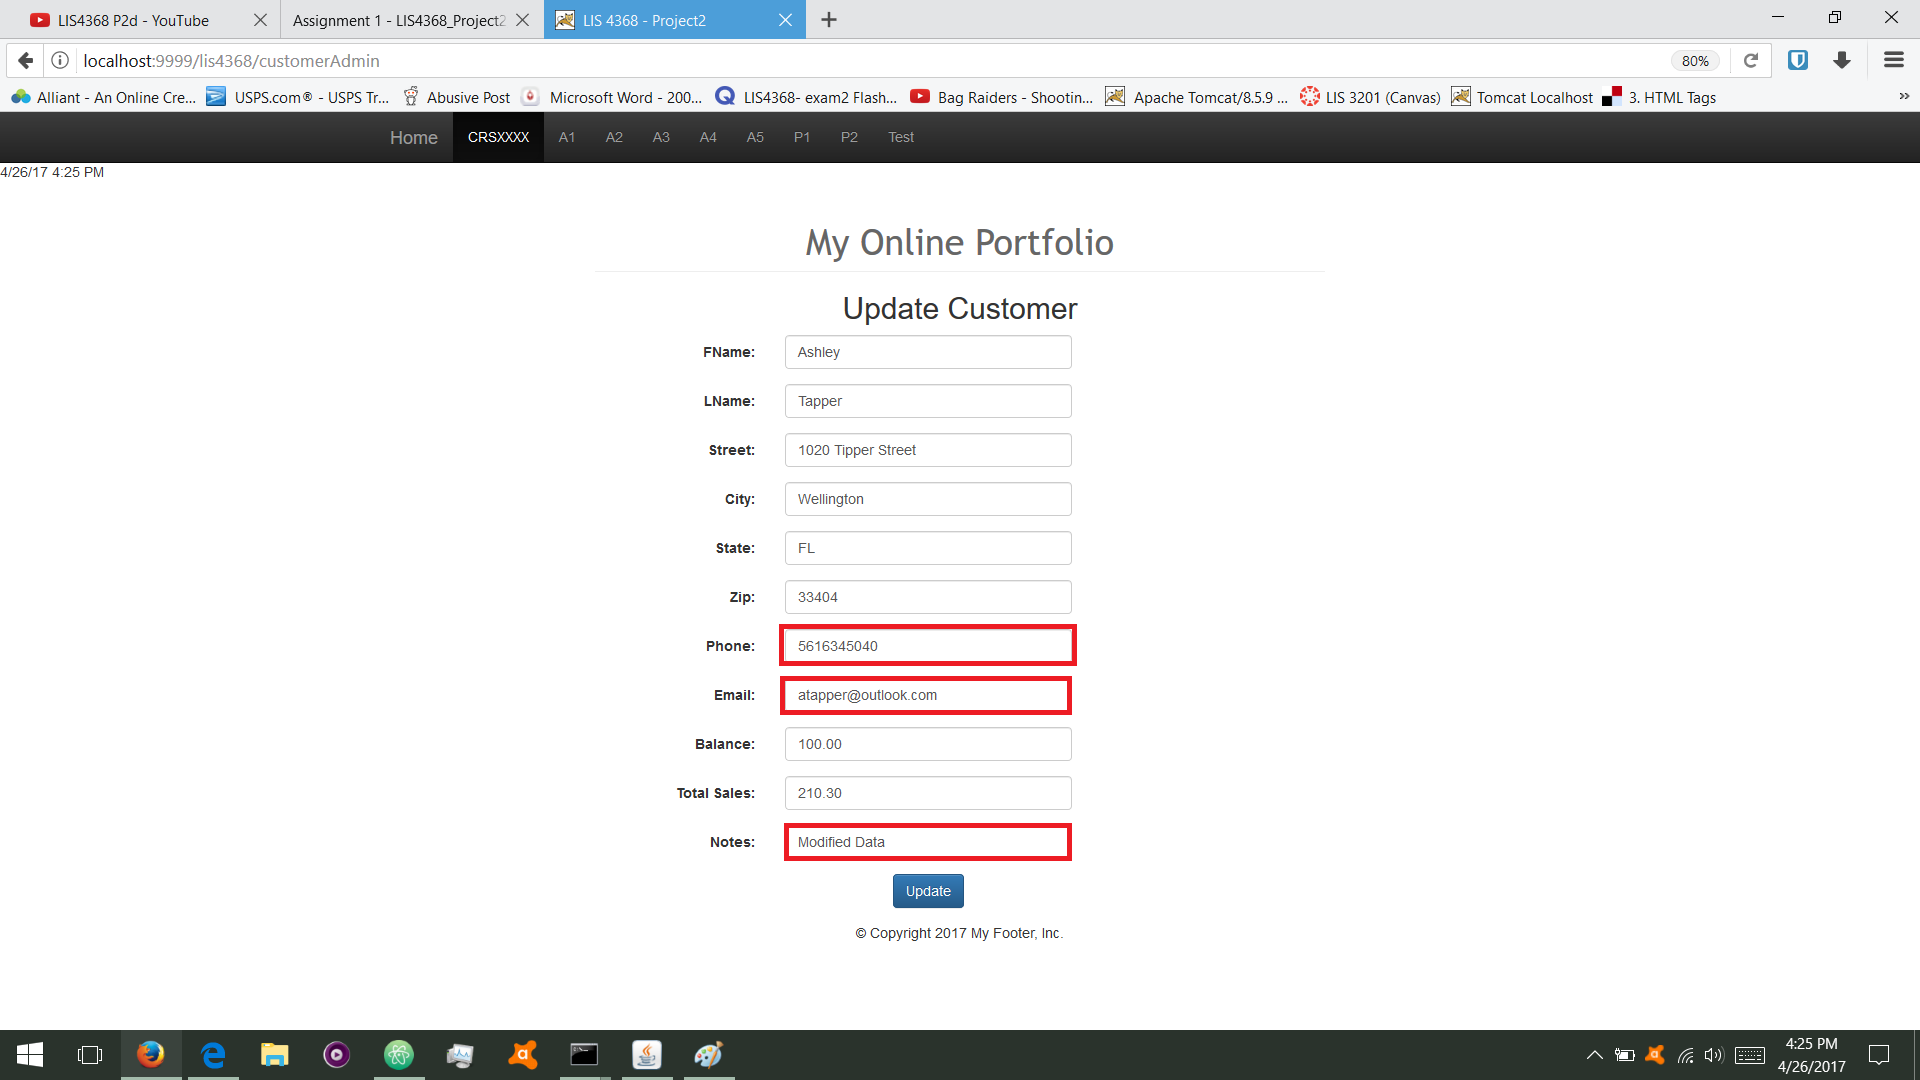 LIS4368 P2d - YouTube
Assignment 1 - LIS4368_Project2
LIS 4368 - Project2
localhost:9999/lis4368/customerAdmin
80%
Alliant - An Online Cre...
USPS.com® - USPS Tr...
Abusive Post
Microsoft Word - 200...
LIS4368- exam2 Flash...
Bag Raiders - Shootin...
Apache Tomcat/8.5.9 ...
LIS 3201 (Canvas)
Tomcat Localhost
3. HTML Tags
Home CRSXXXX A1 A2 A3 A4 A5 P1 P2 Test
4/26/17 4:25 PM
My Online Portfolio
Update Customer
FName: Ashley
LName: Tapper
Street: 1020 Tipper Street
City: Wellington
State: FL
Zip: 33404
Phone: 5616345040
Email: atapper@outlook.com
Balance: 100.00
Total Sales: 210.30
Notes: Modified Data
Update
© Copyright 2017 My Footer, Inc.
4:25 PM
4/26/2017